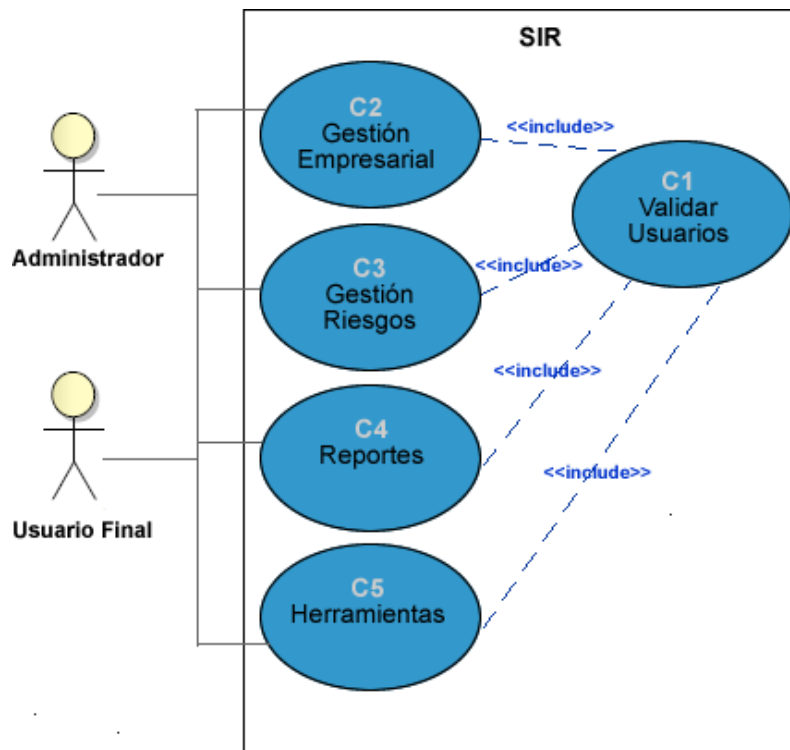 SIR
C2
Gestión
Empresarial
<<include>>
C1
Validar
Usuarios
Administrador
C3
Gestión
Riesgos
<<include>>
C4
Reportes
<<include>>
Usuario Final
<<include>>
C5
Herramientas